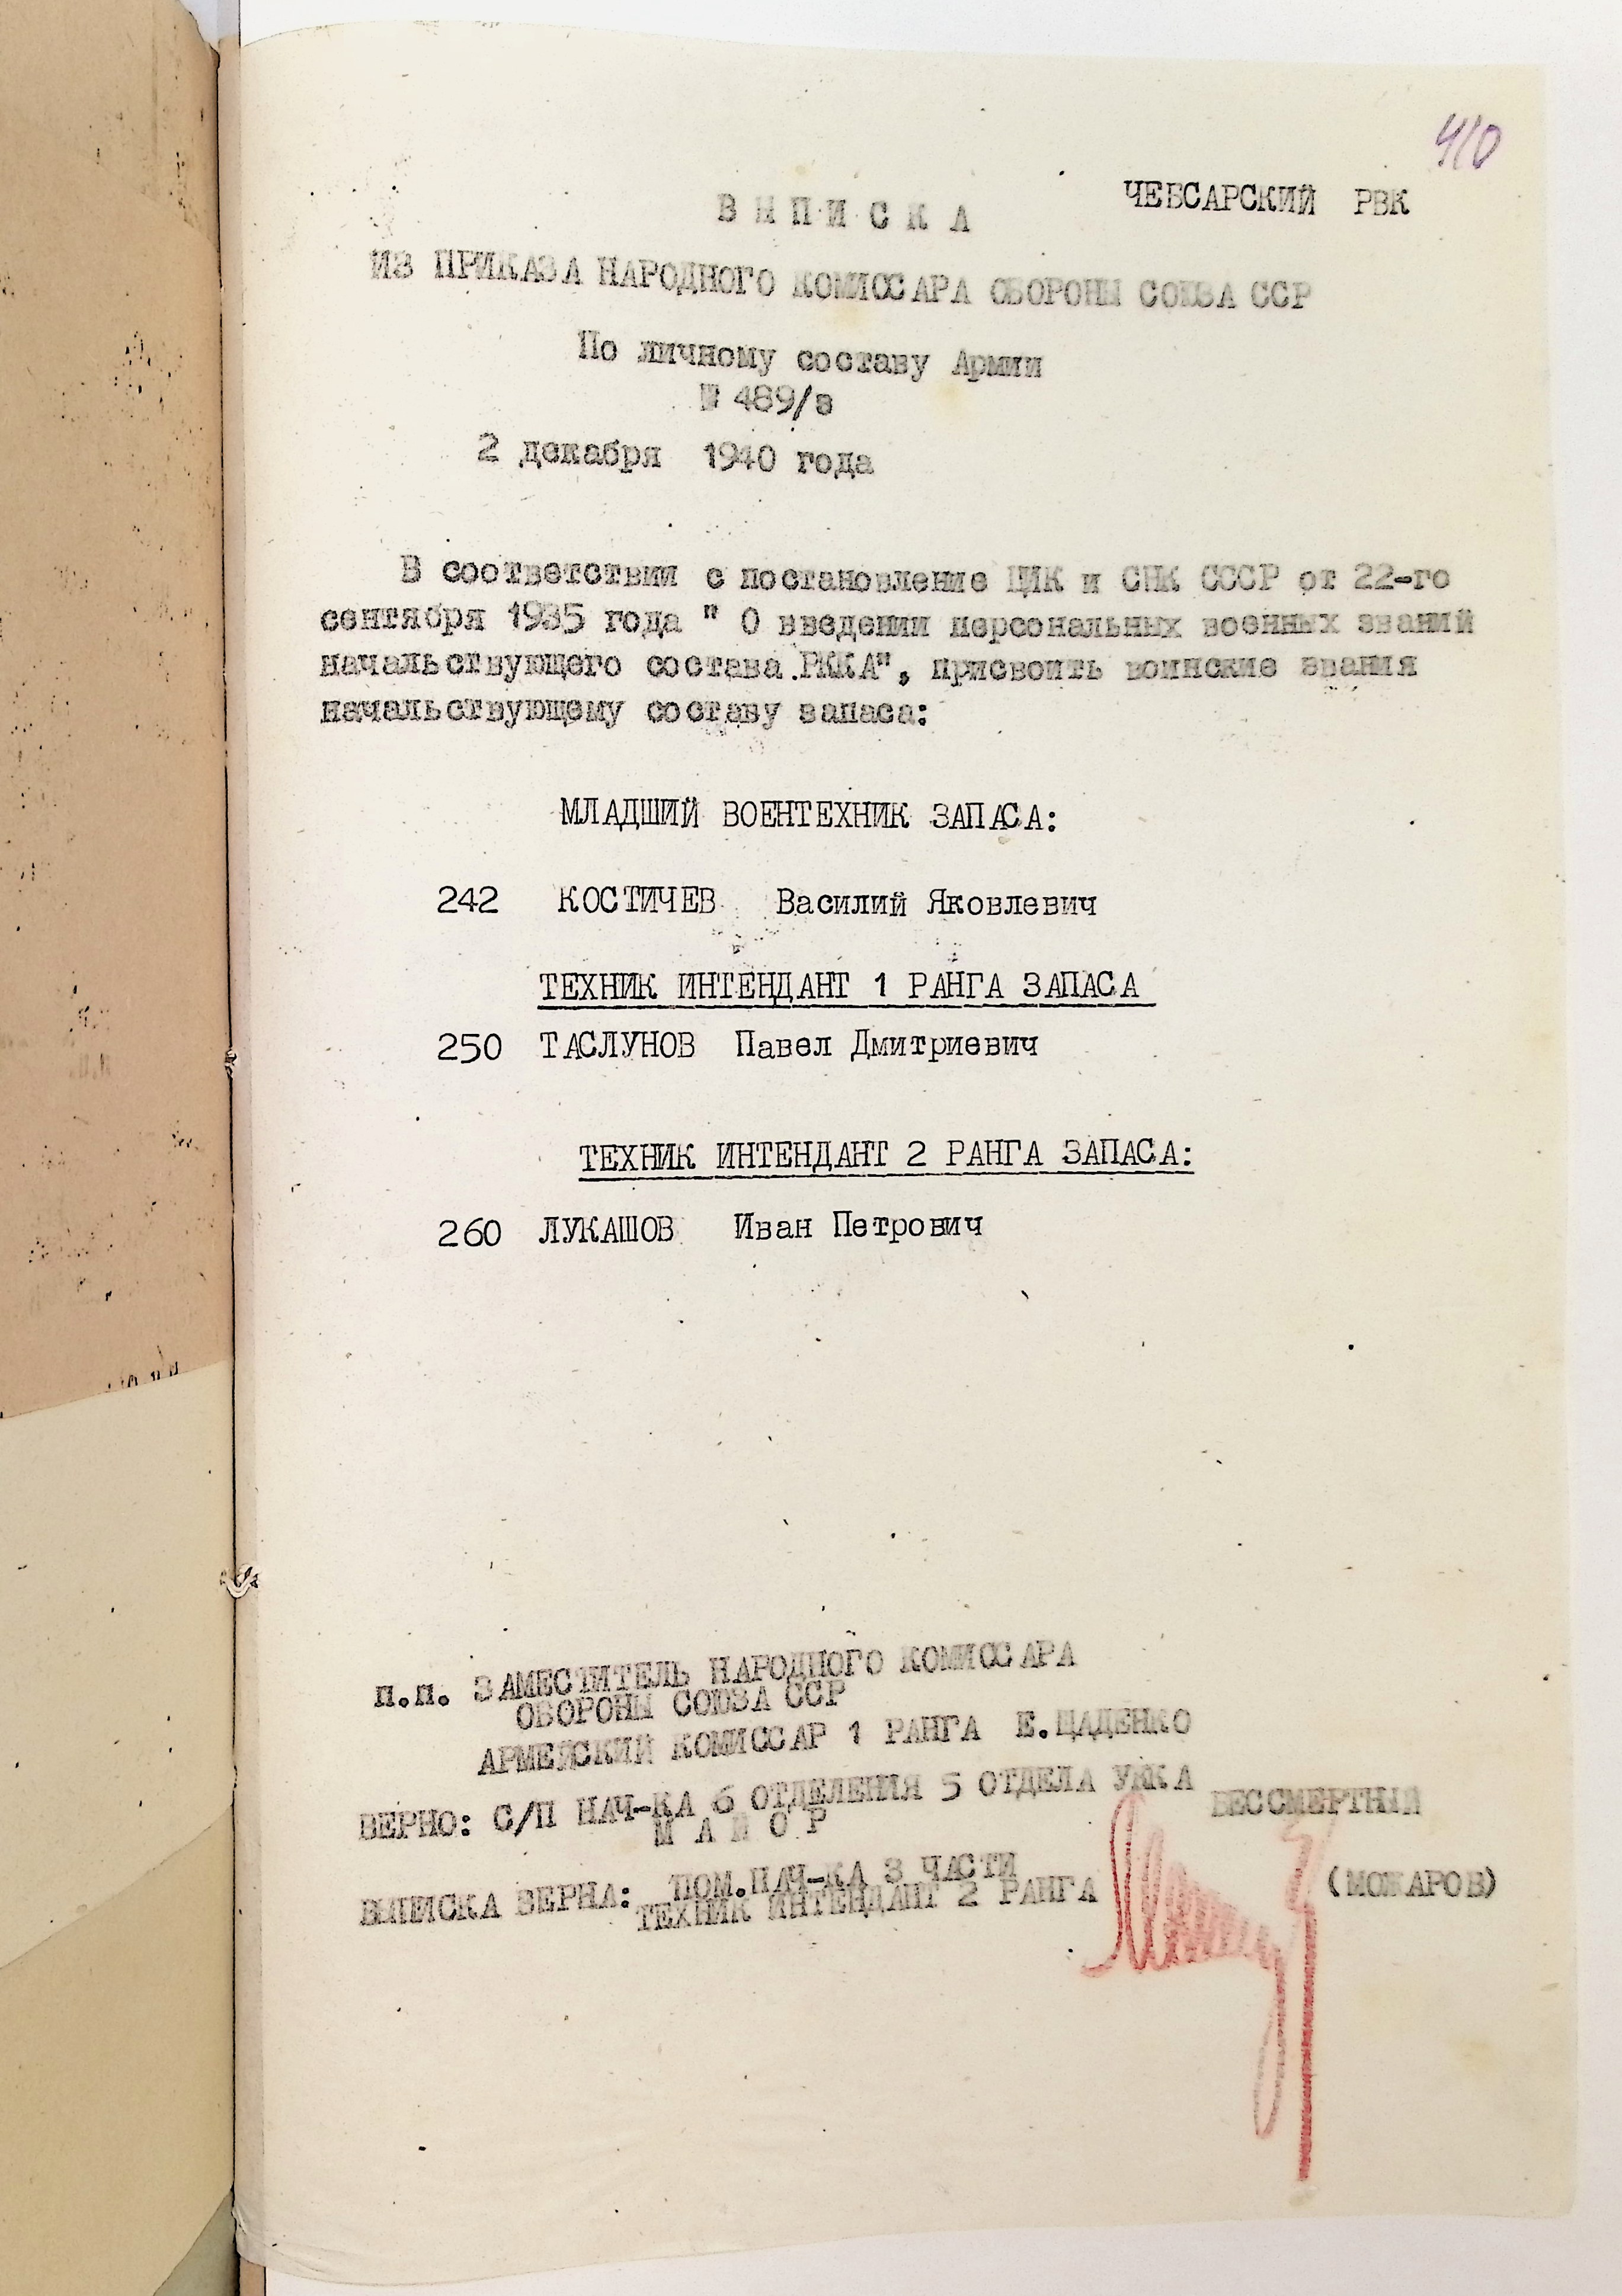 410
ЧЕБСАРСКИЙ РВК
В Ы П И С К А
ИЗ ПРИКАЗА НАРОДНОГО КОМИССАРА ОБОРОНЫ СОЮЗА ССР
По личному составу Армии
№ 489/з
2 декабря 1940 года
В соответствии с постановление ЦИК и СНК СССР от 22-го
сентября 1935 года " О введении персональных военных званий
начальствующего состава РККА", присвоить воинские звания
начальствующему составу запаса:
МЛАДШИЙ ВОЕНТЕХНИК ЗАПАСА:
242 КОСТИЧЕВ Василий Яковлевич
ТЕХНИК ИНТЕНДАНТ 1 РАНГА ЗАПАСА
250 ТАСЛУНОВ Павел Дмитриевич
ТЕХНИК ИНТЕНДАНТ 2 РАНГА ЗАПАСА:
260 ЛУКАШОВ Иван Петрович
п.п. ЗАМЕСТИТЕЛЬ НАРОДНОГО КОМИССАРА
ОБОРОНЫ СОЮЗА ССР
АРМЕЙСКИЙ КОМИССАР 1 РАНГА Е.ЩАДЕНКО
ВЕРНО: С/П НАЧ-КА 6 ОТДЕЛЕНИЯ 5 ОТДЕЛА УККА
М А Й О Р БЕССМЕРТНЫЙ
ВЫПИСКА ВЕРНА: ПОМ.НАЧ-КА 3 ЧАСТИ
ТЕХНИК ИНТЕНДАНТ 2 РАНГА (МОЖАРОВ)